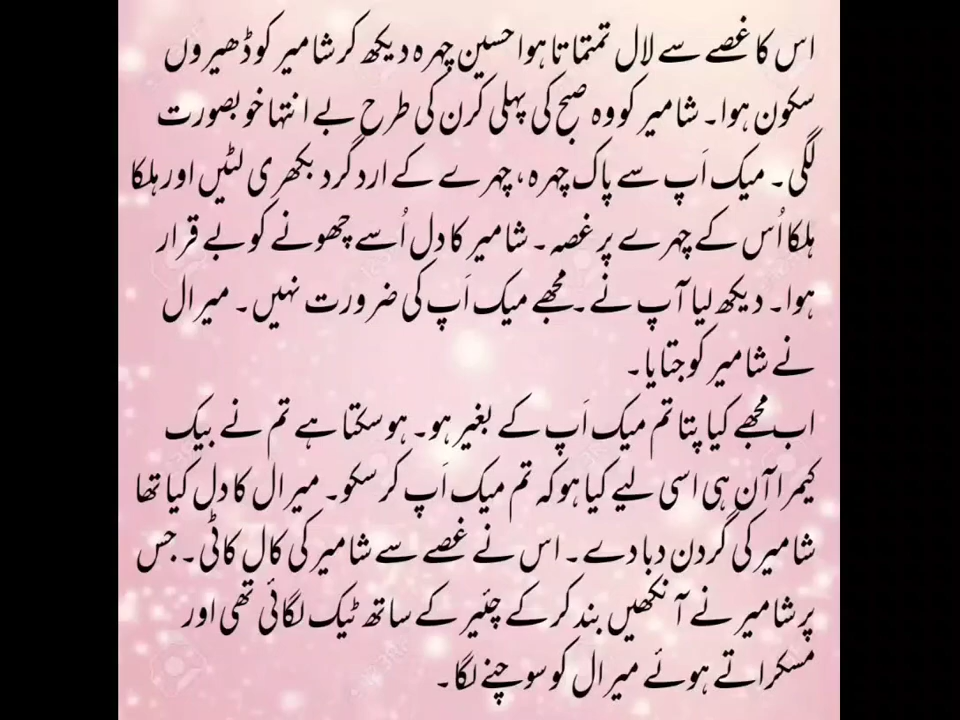 اس کا غصے سے لال تمتماتا ہوا حسین چہرہ دیکھ کر شامیر کو ڈھیروں
سکون ہوا۔ شامیر کو وہ صبح کی پہلی کرن کی طرح بے انتہا خوبصورت
لگی۔ میک اَپ سے پاک چہرہ، چہرے کے ارد گرد بکھری لٹیں اور ہلکا
ہلکا اُس کے چہرے پر غصہ۔ شامیر کا دل اُسے چھونے کو بے قرار
ہوا۔ دیکھ لیا آپ نے۔ مجھے میک اَپ کی ضرورت نہیں۔ میرال
نے شامیر کو جتایا۔
اب مجھے کیا پتا تم میک اَپ کے بغیر ہو۔ ہو سکتا ہے تم نے بیک
کیمرا آن ہی اسی لیے کیا ہو کہ تم میک اَپ کر سکو۔ میرال کا دل کیا تھا
شامیر کی گردن دبا دے۔ اس نے غصے سے شامیر کی کال کاٹی۔ جس
پر شامیر نے آنکھیں بند کر کے چئیر کے ساتھ ٹیک لگائی تھی اور
مسکراتے ہوئے میرال کو سوچنے لگا۔